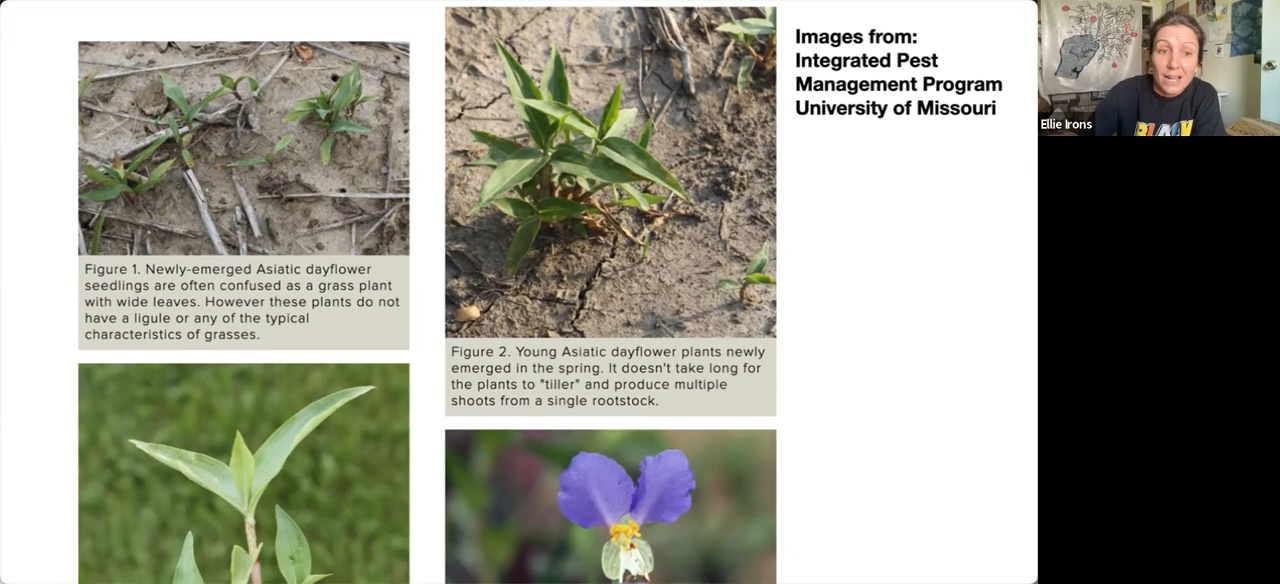 Images from:
Integrated Pest
Management Program
University of Missouri
Ellie Irons
Figure 1. Newly-emerged Asiatic dayflower
seedlings are often confused as a grass plant
with wide leaves. However these plants do not
have a ligule or any of the typical
characteristics of grasses.
Figure 2. Young Asiatic dayflower plants newly
emerged in the spring. It doesn't take long for
the plants to "tiller" and produce multiple
shoots from a single rootstock.